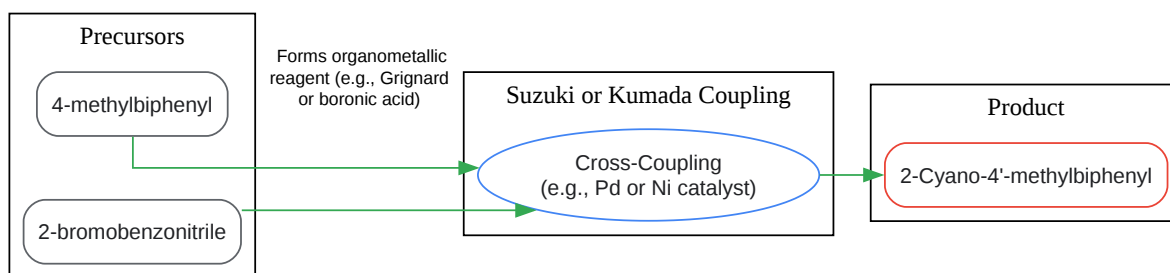 Precursors
4-methylbiphenyl
2-bromobenzonitrile
Forms organometallic
reagent (e.g., Grignard
or boronic acid)
Suzuki or Kumada Coupling
Cross-Coupling
(e.g., Pd or Ni catalyst)
Product
2-Cyano-4'-methylbiphenyl